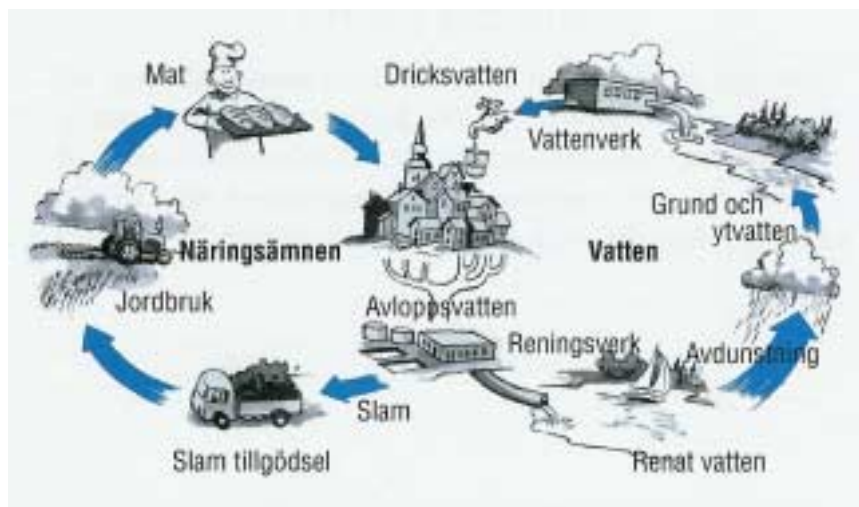 Mat
Dricksvatten
Vattenverk
Grund och
ytvatten
Näringsämnen
Vatten
Jordbruk
Avloppsvatten
Reningsverk
Avdunstning
Slam
Slam tillgödsel
Renat vatten